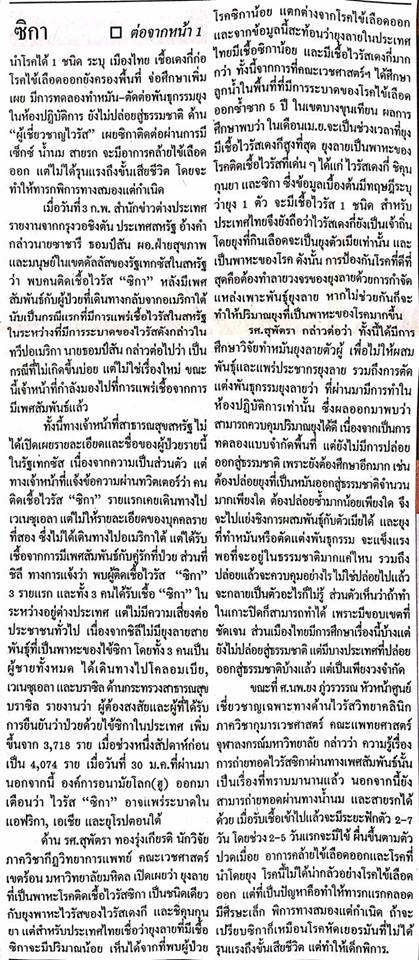 ซิกา
ต่อจากหน้า 1
นำโรคได้ 1 ชนิด ระบุ เมืองไทย เชื้อเดงกี่ก่อ
โรคไข้เลือดออกยังครองพื้นที่ จ่อศึกษาเพิ่ม
เผย มีการทดลองทำหมัน-ตัดต่อพันธุกรรมยุง
ในห้องปฏิบัติการ ยังไม่ปล่อยสู่ธรรมชาติ ด้าน
"ผู้เชี่ยวชาญไวรัส" เผยซิกาติดต่อผ่านการมี
เซ็กซ์ น้ำนม สายรก จะมีอาการคล้ายไข้เลือด
ออก แต่ไม่ได้รุนแรงถึงขั้นเสียชีวิต โดยจะ
ทำให้ทารกพิการทางสมองแต่กำเนิด
เมื่อวันที่ 3 ก.พ. สำนักข่าวต่างประเทศ
รายงานจากกรุงวอชิงตัน ประเทศสหรัฐ อ้างคำ
กล่าวนายซาชารี ธอมป์สัน ผอ.ฝ่ายสุขภาพ
และมนุษย์ในเขตดัลลัสของรัฐเทกซัสในสหรัฐ
ว่า พบคนติดเชื้อไวรัส "ซิกา" หลังมีเพศ
สัมพันธ์กับผู้ป่วยที่เดินทางกลับจากอเมริกาใต้
นับเป็นกรณีแรกที่มีการแพร่เชื้อไวรัสในสหรัฐ
ในระหว่างที่มีการระบาดของไวรัสดังกล่าวใน
ทวีปอเมริกา นายธอมป์สัน กล่าวต่อไปว่า เป็น
กรณีที่ไม่เกิดขึ้นบ่อย แต่ไม่ใช่เรื่องใหม่ ขณะ
นี้เจ้าหน้าที่กำลังมองไปที่การแพร่เชื้อจากการ
มีเพศสัมพันธ์แล้ว
ทั้งนี้ทางเจ้าหน้าที่สาธารณสุขสหรัฐ ไม่
ได้เปิดเผยรายละเอียดและชื่อของผู้ป่วยรายนี้
ในรัฐเทกซัส เนื่องจากความเป็นส่วนตัว แต่
ทางเจ้าหน้าที่แจ้งข้อความผ่านทวิตเตอร์ว่า คน
ติดเชื้อไวรัส "ซิกา" รายแรกเคยเดินทางไป
เวเนซุเอลา แต่ไม่ให้รายละเอียดของบุคคลราย
ที่สอง ซึ่งไม่ได้เดินทางไปอเมริกาใต้ แต่ได้รับ
เชื้อจากการมีเพศสัมพันธ์กับคู่รักที่ป่วย ส่วนที่
ชิลี ทางการแจ้งว่า พบผู้ติดเชื้อไวรัส "ซิกา"
3 รายแรก และทั้ง 3 คนได้รับเชื้อ "ซิกา" ใน
ระหว่างอยู่ต่างประเทศ แต่ไม่มีความเสี่ยงต่อ
ประชาชนทั่วไป เนื่องจากชิลีไม่มียุงลายสาย
พันธุ์ที่เป็นพาหะของไข้ซิกา โดยทั้ง 3 คนเป็น
ผู้ชายทั้งหมด ได้เดินทางไปโคลอมเบีย,
เวเนซุเอลา และบราซิล ด้านกระทรวงสาธารณสุข
บราซิล รายงานว่า ผู้ต้องสงสัยและผู้ที่ได้รับ
การยืนยันว่าป่วยด้วยไข้ซิกาในประเทศ เพิ่ม
ขึ้นจาก 3,718 ราย เมื่อช่วงหนึ่งสัปดาห์ก่อน
เป็น 4,074 ราย เมื่อวันที่ 30 ม.ค.ที่ผ่านมา
นอกจากนี้ องค์การอนามัยโลก(ฮู) ออกมา
เตือนว่า ไวรัส "ซิกา" อาจแพร่ระบาดใน
แอฟริกา, เอเชีย และยุโรปตอนใต้
ด้าน รศ.สุพัตรา ทองรุ่งเกียรติ นักวิจัย
ภาควิชากีฏวิทยาการแพทย์ คณะเวชศาสตร์
เขตร้อน มหาวิทยาลัยมหิดล เปิดเผยว่า ยุงลาย
ที่เป็นพาหะโรคติดเชื้อไวรัสซิกา เป็นชนิดเดียว
กับยุงพาหะไวรัสของไวรัสเดงกี และชิคุนกุน
ยา แต่สำหรับประเทศไทยเชื่อว่ายุงลายที่มีเชื้อ
ซิกาจะมีปริมาณน้อย เห็นได้จากที่พบผู้ป่วย
โรคซิกาน้อย แตกต่างจากโรคไข้เลือดออก
และจากข้อมูลนี้สะท้อนว่ายุงลายในประเทศ
ไทยมีเชื้อซิกาน้อย และมีเชื้อไวรัสเดงกี่มาก
กว่า ทั้งนี้จากการที่คณะเวชศาสตร์ฯ ได้ศึกษา
ลูกน้ำในพื้นที่ที่มีการระบาดของโรคไข้เลือด
ออกซ้ำซาก 5 ปี ในเขตบางขุนเทียน ผลการ
ศึกษาพบว่า ในเดือนเม.ย.จะเป็นช่วงเวลาที่ยุง
มีเชื้อไวรัสเดงกี่สูงที่สุด ยุงลายเป็นพาหะของ
โรคติดเชื้อไวรัสที่เด่นๆ ได้แก่ ไวรัสเดงกี่ ชิคุน
กุนยา และซิกา ซึ่งข้อมูลเบื้องต้นมีทฤษฎีระบุ
ว่ายุง 1 ตัว จะมีเชื้อไวรัส 1 ชนิด สำหรับ
ประเทศไทยจึงยังถือว่าไวรัสเดงกี่ยังเป็นเจ้าถิ่น
โดยยุงที่กินเลือดจะเป็นยุงตัวเมียเท่านั้น และ
เป็นพาหะของโรค ดังนั้น การป้องกันโรคที่ดีที่
สุดคือต้องทำลายวงจรของยุงลายด้วยการกำจัด
แหล่งเพาะพันธุ์ยุงลาย หากไม่ช่วยกันก็จะ
ทำให้ปริมาณยุงที่เป็นพาหะของโรคมากขึ้น
รศ.สุพัตรา กล่าวต่อว่า ทั้งนี้ได้มีการ
ศึกษาวิจัยทำหมันยุงลายตัวผู้ เพื่อไม่ให้ผสม
พันธุ์และแพร่ประชากรยุงลาย รวมถึงการตัด
แต่งพันธุกรรมยุงลายว่า ที่ผ่านมามีการทำใน
ห้องปฏิบัติการเท่านั้น ซึ่งผลออกมาพบว่า
สามารถควบคุมปริมาณยุงได้ดี เนื่องจากเป็นการ
ทดลองแบบจำกัดพื้นที่ แต่ยังไม่มีการปล่อย
ออกสู่ธรรมชาติ เพราะยังต้องศึกษาอีกมาก เช่น
ต้องปล่อยยุงที่เป็นหมันออกสู่ธรรมชาติจำนวน
มากเพียงใด ต้องปล่อยซ้ำมากน้อยเพียงใด จึง
จะไปแย่งชิงการผสมพันธุ์กับตัวเมียได้ และยุง
ที่ทำหมันหรือตัดแต่งพันธุกรรม จะแข็งแรง
พอที่จะอยู่ในธรรมชาติมากแค่ไหน รวมถึง
ปล่อยแล้วจะควบคุมอย่างไร ไม่ใช่ปล่อยไปแล้ว
จะกลายเป็นตัวอะไรก็ไม่รู้ ส่วนตัวเห็นว่าถ้าทำ
ในเกาะปิดก็สามารถทำได้ เพราะมีขอบเขตที่
ชัดเจน ส่วนเมืองไทยมีการศึกษาเรื่องนี้บ้างแต่
ยังไม่ปล่อยสู่ธรรมชาติ แต่มีบางประเทศที่ปล่อย
ออกสู่ธรรมชาติบ้างแล้ว แต่เป็นเพียงวงจำกัด
ขณะที่ ศ.นพ.ยง ภู่วรวรรณ หัวหน้าศูนย์
เชี่ยวชาญเฉพาะทางด้านไวรัสวิทยาคลินิก
ภาควิชากุมารเวชศาสตร์ คณะแพทยศาสตร์
จุฬาลงกรณ์มหาวิทยาลัย กล่าวว่า ความรู้เรื่อง
การถ่ายทอดไวรัสซิกาผ่านทางเพศสัมพันธ์นั้น
เป็นเรื่องที่ทราบมานานแล้ว นอกจากนี้ยัง
สามารถถ่ายทอดผ่านทางน้ำนม และสายรกได้
ด้วย เมื่อรับเชื้อเข้าไปแล้วจะมีระยะฟักตัว 2-7
วัน โดยช่วง 2-5 วันแรกจะมีไข้ ผื่นขึ้นตามตัว
ปวดเมื่อย อาการคล้ายไข้เลือดออกและโรคที่
นำโดยยุง โรคนี้ไม่ได้น่ากลัวอย่างโรคไข้เลือด
ออก แต่ที่เป็นปัญหาคือทำให้ทารกแรกคลอด
มีศีรษะเล็ก พิการทางสมองแต่กำเนิด ถ้าจะ
เปรียบซิกาก็เหมือนโรคหัดเยอรมันที่ไม่ได้
รุนแรงถึงขั้นเสียชีวิต แต่ทำให้เด็กพิการ.